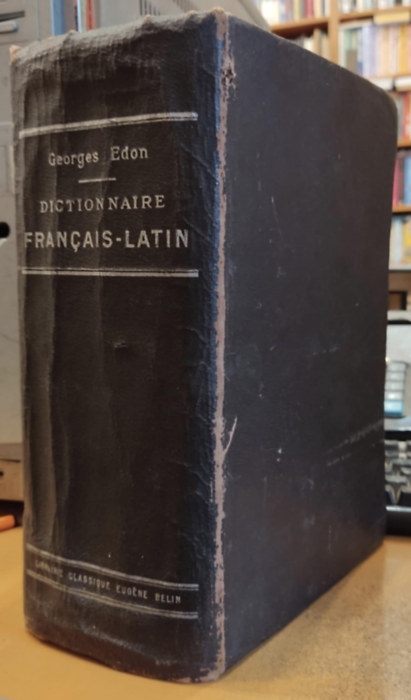 Georges Edon
DICTIONNAIRE
FRANÇAIS-LATIN
LIBRAIRIE CLASSIQUE EUGÈNE BELIN